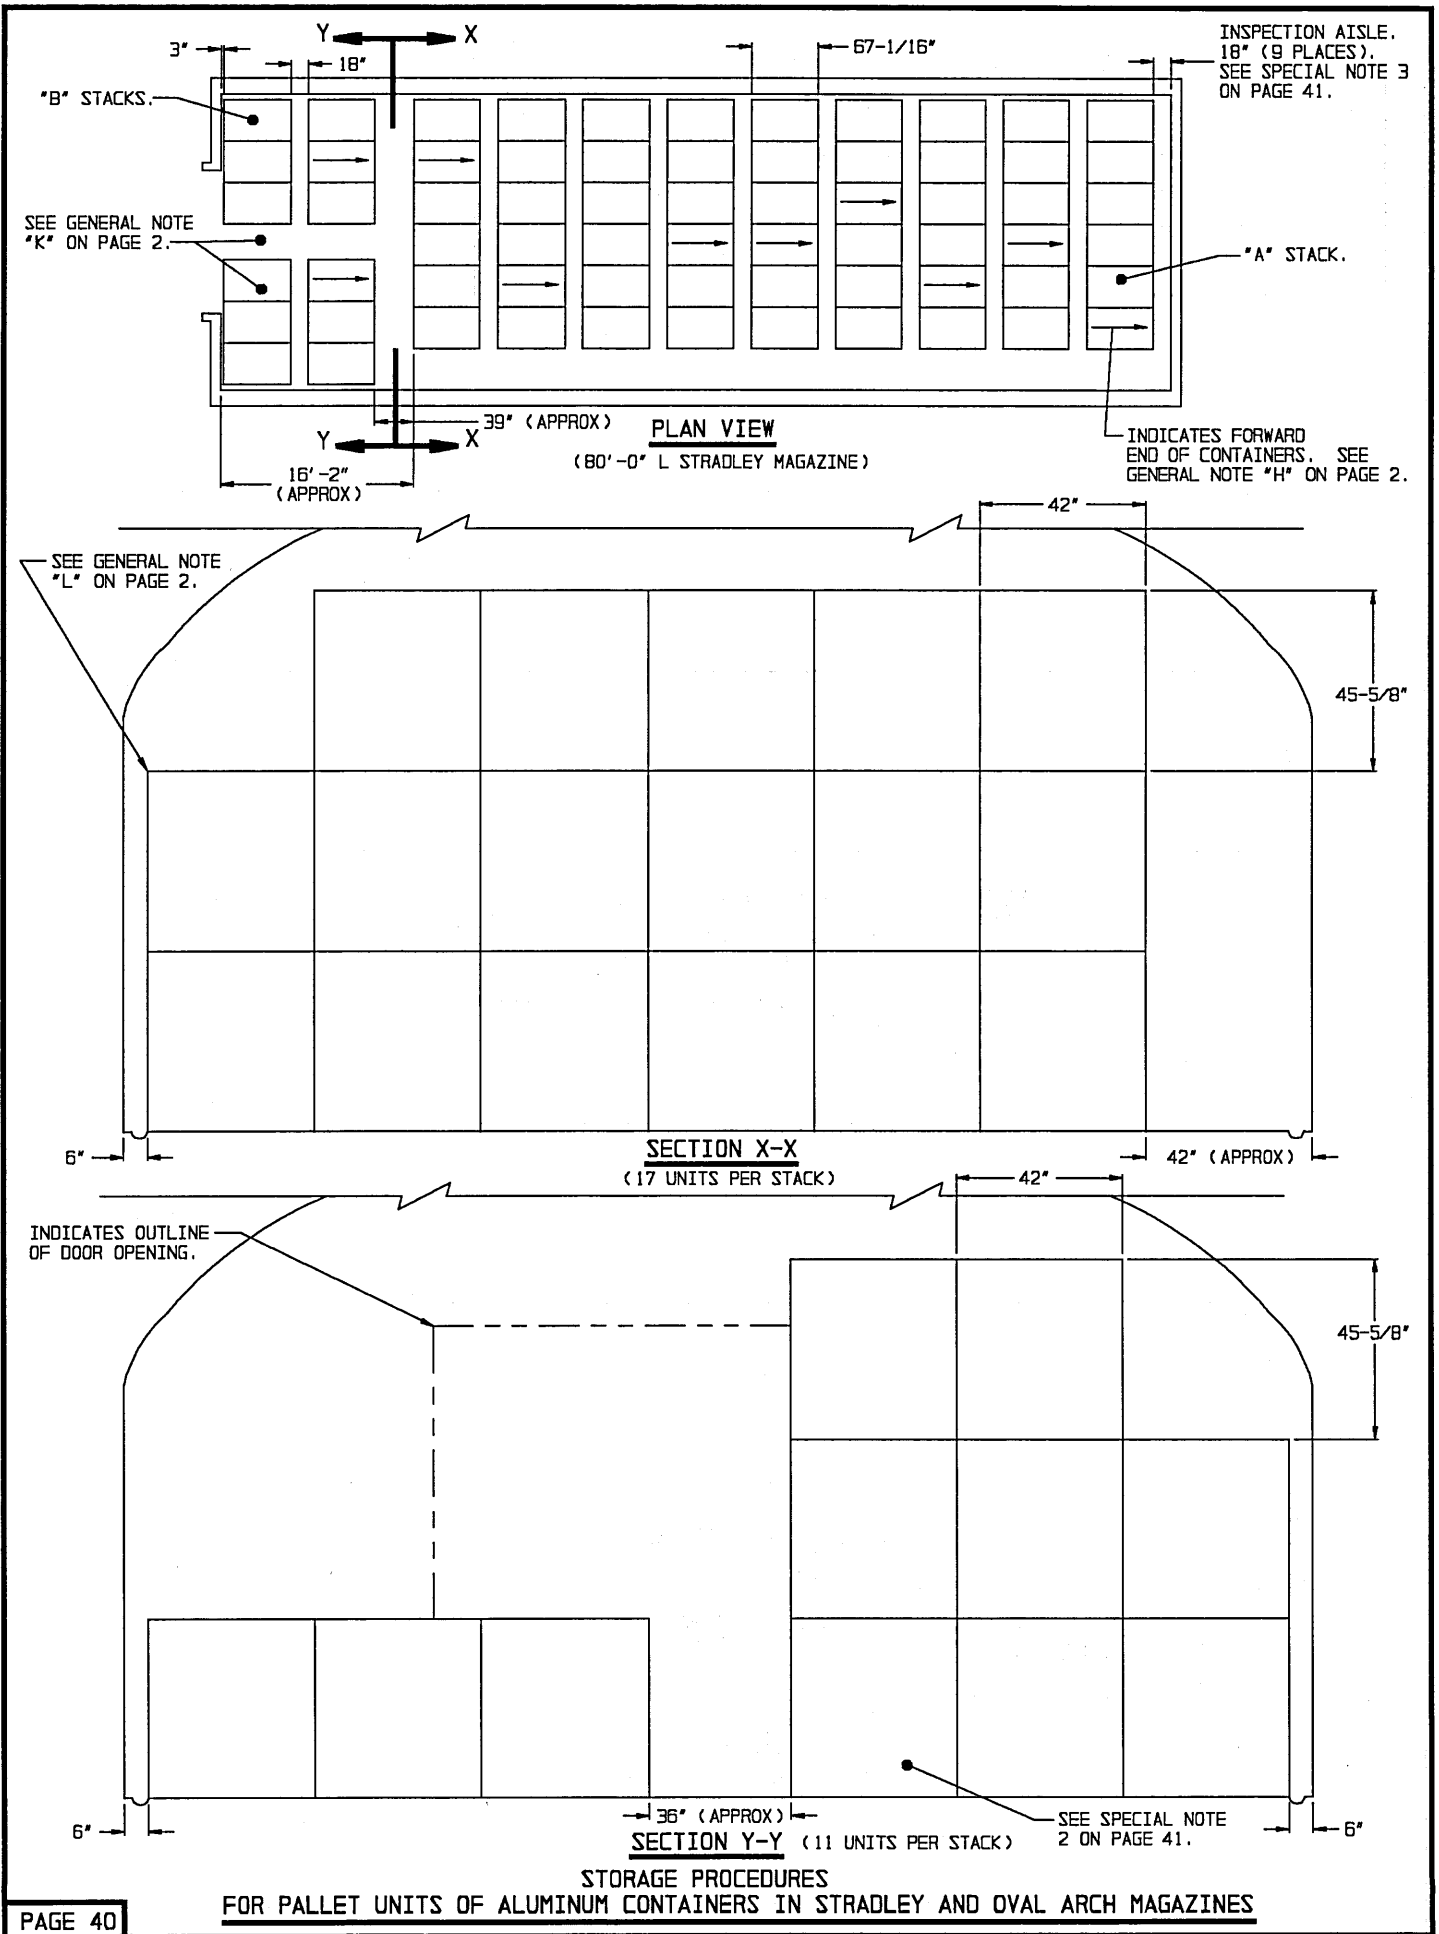 Y
X
3"
18"
67-1/16"
INSPECTION AISLE.
18" (9 PLACES).
SEE SPECIAL NOTE 3
ON PAGE 41.
"B" STACKS.
SEE GENERAL NOTE
"K" ON PAGE 2.
"A" STACK.
39" (APPROX)
Y
X
16'-2"
(APPROX)
PLAN VIEW
(80'-0" L STRADLEY MAGAZINE)
INDICATES FORWARD
END OF CONTAINERS. SEE
GENERAL NOTE "H" ON PAGE 2.
42"
SEE GENERAL NOTE
"L" ON PAGE 2.
45-5/8"
6"
SECTION X-X
(17 UNITS PER STACK)
42" (APPROX)
42"
INDICATES OUTLINE
OF DOOR OPENING.
45-5/8"
6"
36" (APPROX)
SECTION Y-Y (11 UNITS PER STACK)
SEE SPECIAL NOTE
2 ON PAGE 41.
6"
STORAGE PROCEDURES
FOR PALLET UNITS OF ALUMINUM CONTAINERS IN STRADLEY AND OVAL ARCH MAGAZINES
PAGE 40